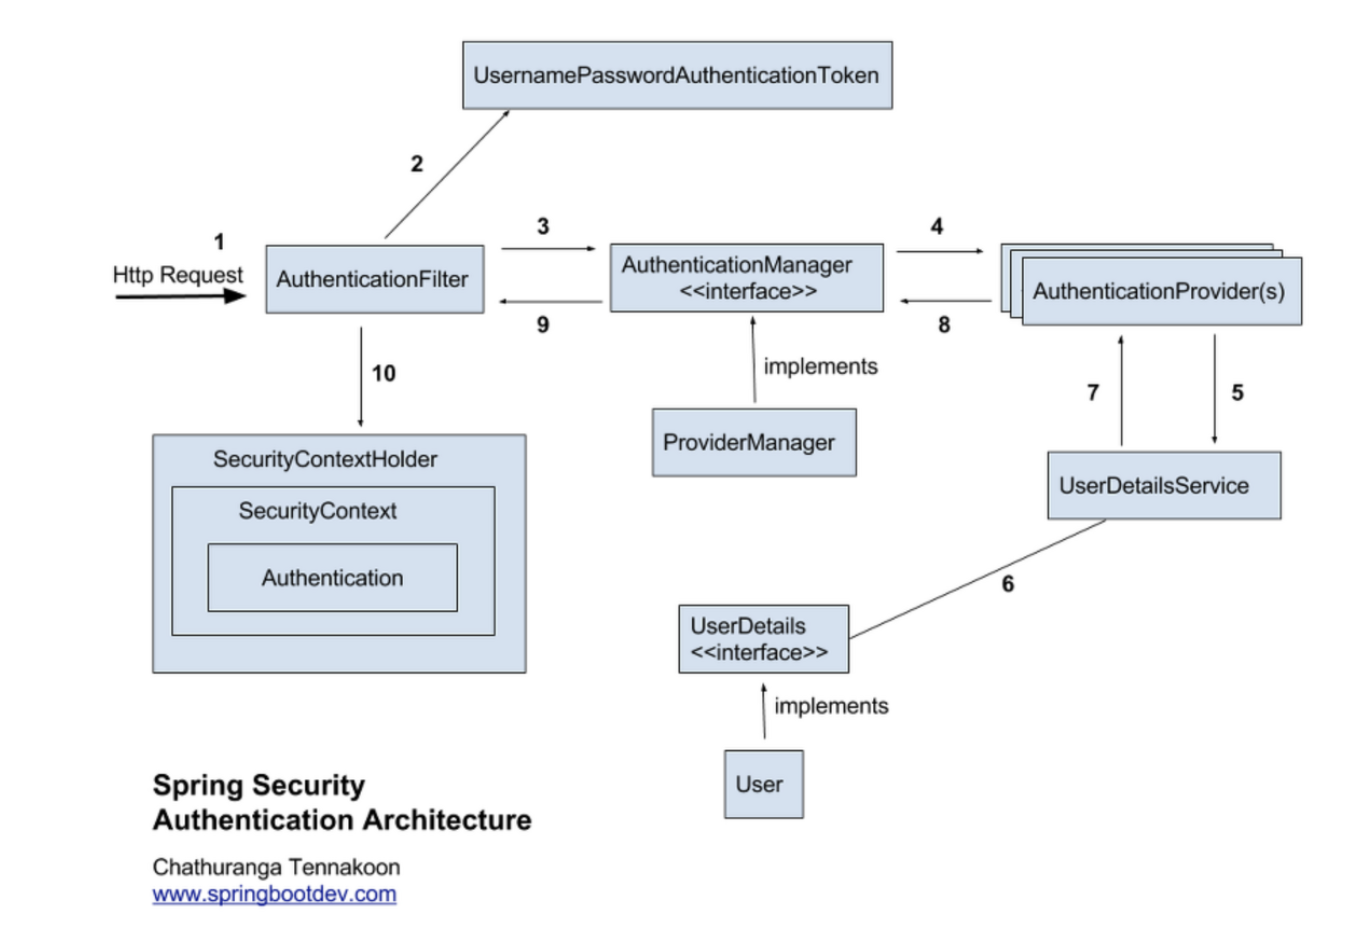 UsernamePasswordAuthenticationToken
2
1
Http Request
AuthenticationFilter
3
9
AuthenticationManager
<<interface>>
4
8
AuthenticationProvider(s)
implements
ProviderManager
7
5
UserDetailsService
10
SecurityContextHolder
SecurityContext
Authentication
6
UserDetails
<<interface>>
implements
User
Spring Security
Authentication Architecture
Chathuranga Tennakoon
www.springbootdev.com